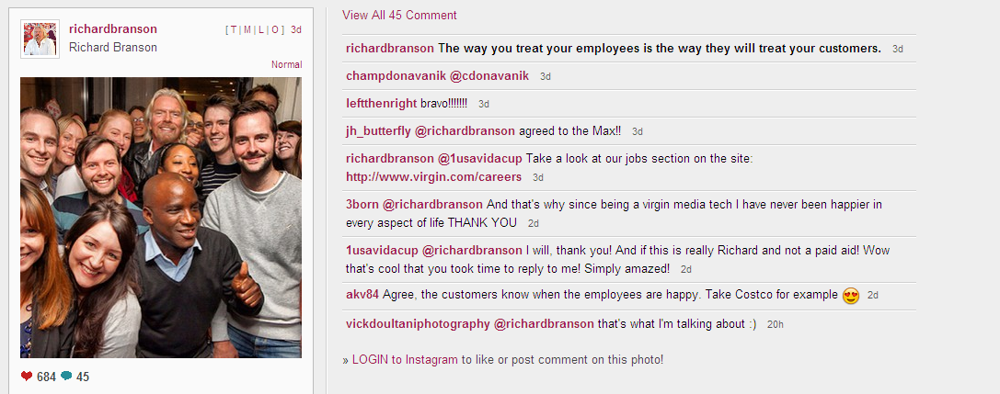 richardbranson [ T | M | L | O ] 3d
Richard Branson
Normal
684 45
View All 45 Comment
richardbranson The way you treat your employees is the way they will treat your customers. 3d
champdonavanik @cdonavanik 3d
leftthenright bravo!!!!!!!! 3d
jh_butterfly @richardbranson agreed to the Max!! 3d
richardbranson @1usavidacup Take a look at our jobs section on the site:
http://www.virgin.com/careers 3d
3born @richardbranson And that's why since being a virgin media tech I have never been happier in
every aspect of life THANK YOU 2d
1usavidacup @richardbranson I will, thank you! And if this is really Richard and not a paid aid! Wow
that's cool that you took time to reply to me! Simply amazed! 2d
akv84 Agree, the customers know when the employees are happy. Take Costco for example 😍 2d
vickdoultaniphotography @richardbranson that's what I'm talking about :) 20h
» LOGIN to Instagram to like or post comment on this photo!